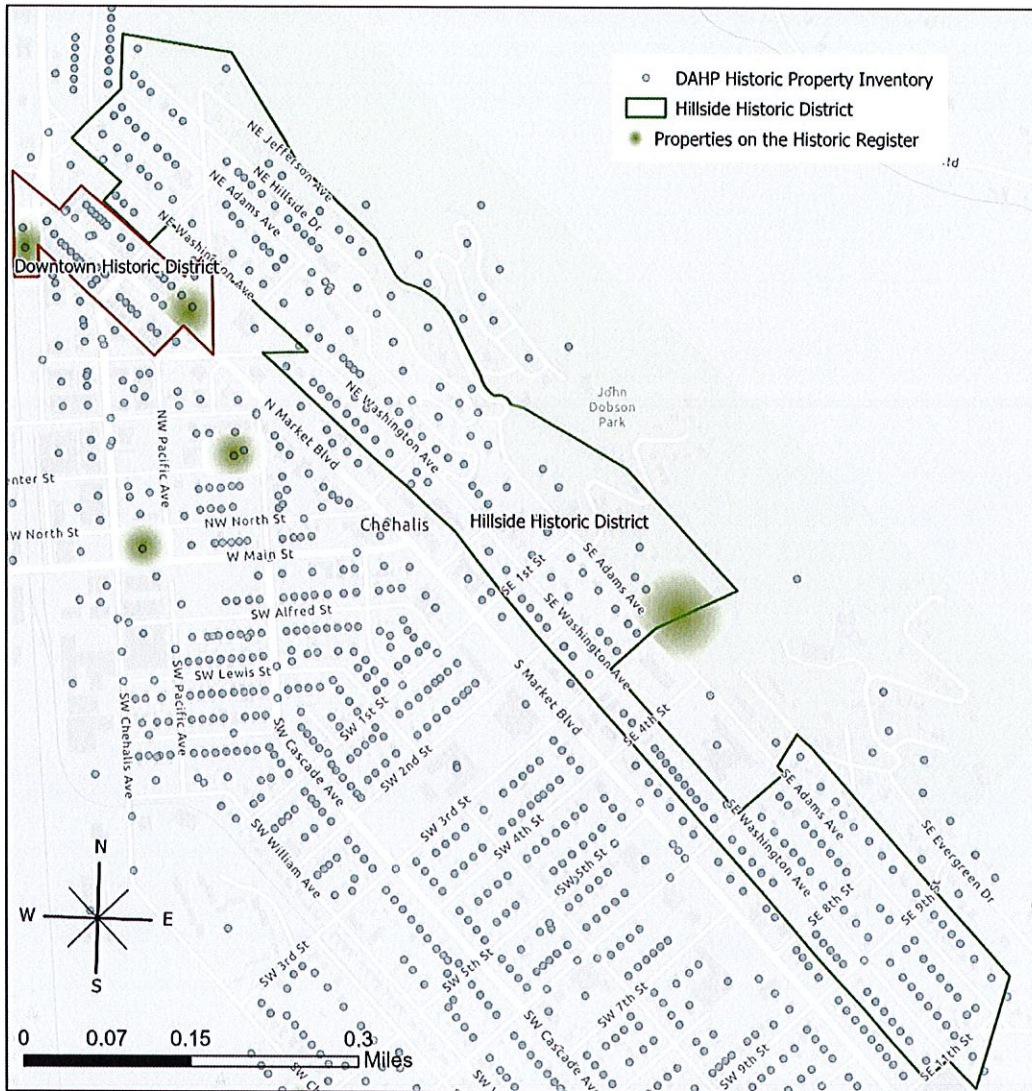 DAHP Historic Property Inventory
Hillside Historic District
Properties on the Historic Register
NE Jefferson Ave
NE Hillside Dr
NE Adams Ave
NE Washington Ave
Downtown Historic District
John
Dobson
Park
NE Washington Ave
N Market Blvd
NW Pacific Ave
enter St
NW North St
NW North St
W Main St
Chehalis
Hillside Historic District
SE 1st St
SE Adams Ave
SE Washington Ave
SW Alfred St
SW Lewis St
SW Pacific Ave
SW Chehalis Ave
SW 1st St
SW Cascade Ave
SW 2nd St
S Market Blvd
SE 4th St
SW William Ave
SW 3rd St
SW 4th St
SW 5th St
SE Adams Ave
SE Washington Ave
SE Evergreen Dr
SE 8th St
SE 9th St
N
W
E
S
SW 3rd St
SW 5th St
SW 7th St
SW Cascade Ave
SW 9th St
SE 11th St
0 0.07 0.15 0.3
Miles